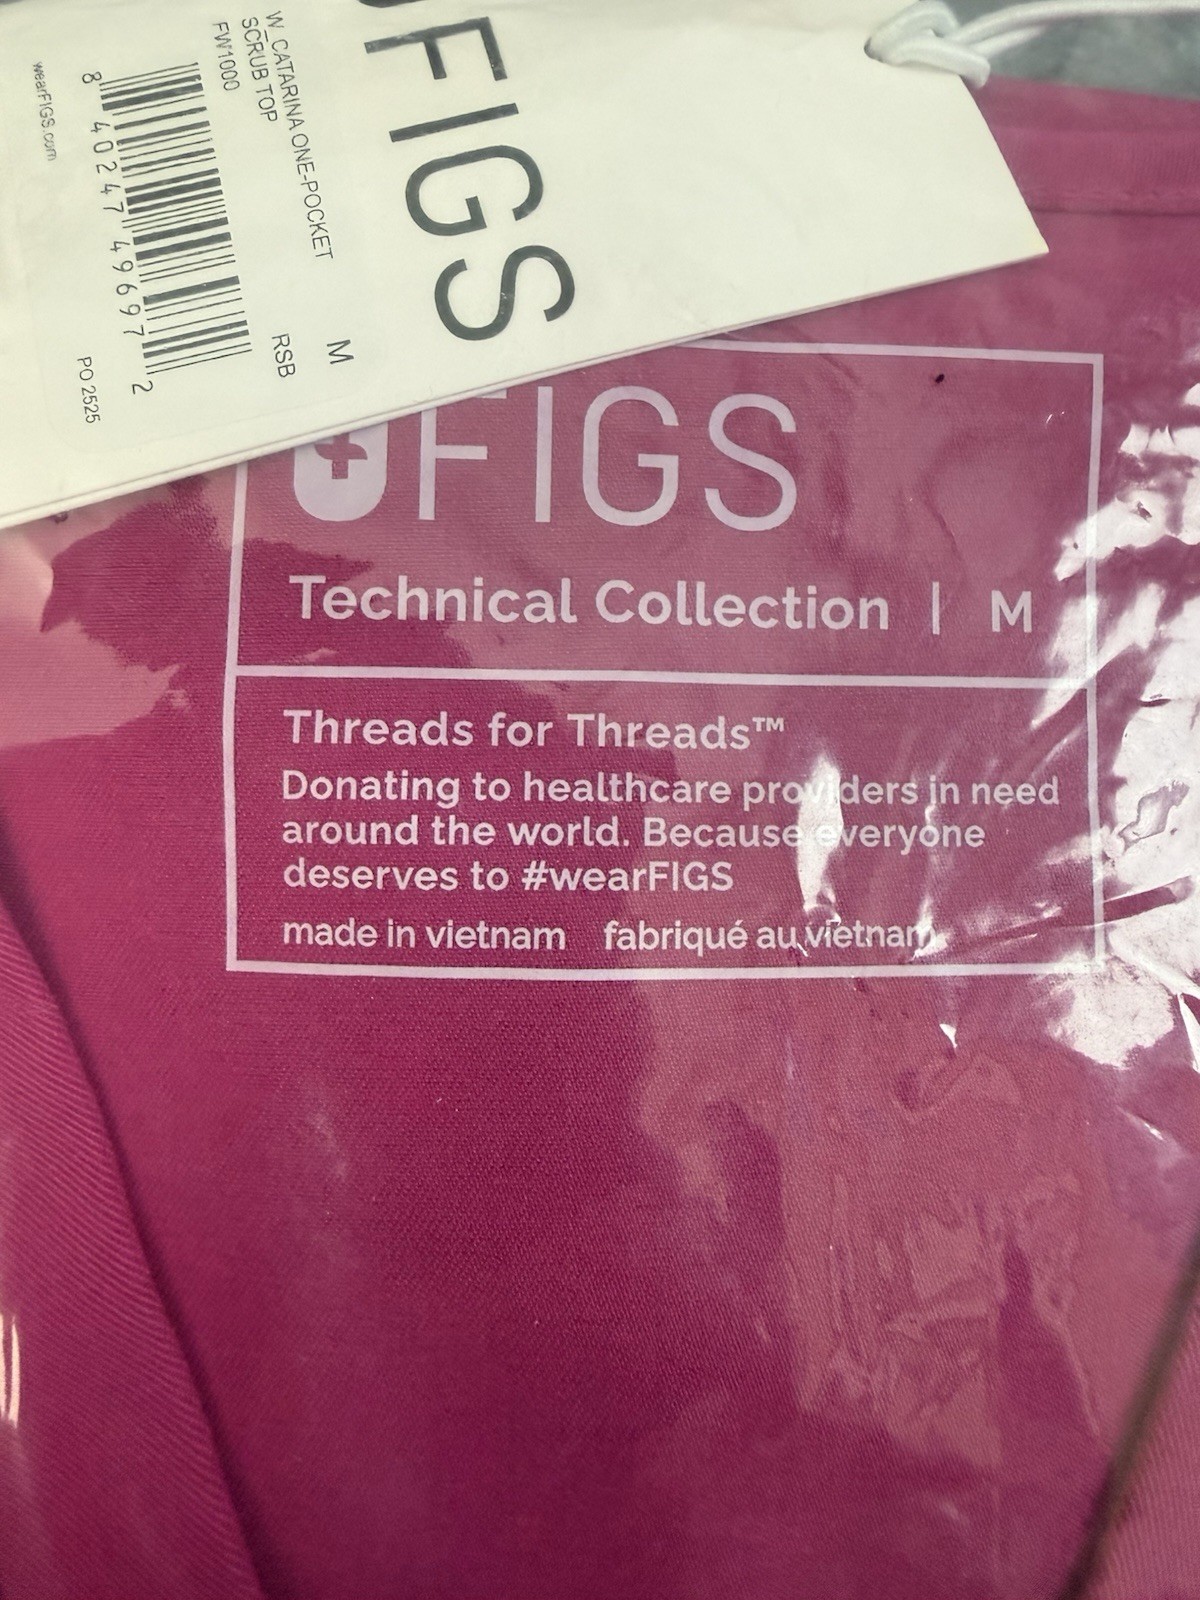 FIGS
W_CATARINA ONE-POCKET M
SCRUB TOP RSB
FW1000
8 40247 49697 2
PO 2525
wearFIGS.com
FIGS
Technical Collection | M
Threads for Threads™
Donating to healthcare providers in need
around the world. Because everyone
deserves to #wearFIGS
made in vietnam fabriqué au vietnam